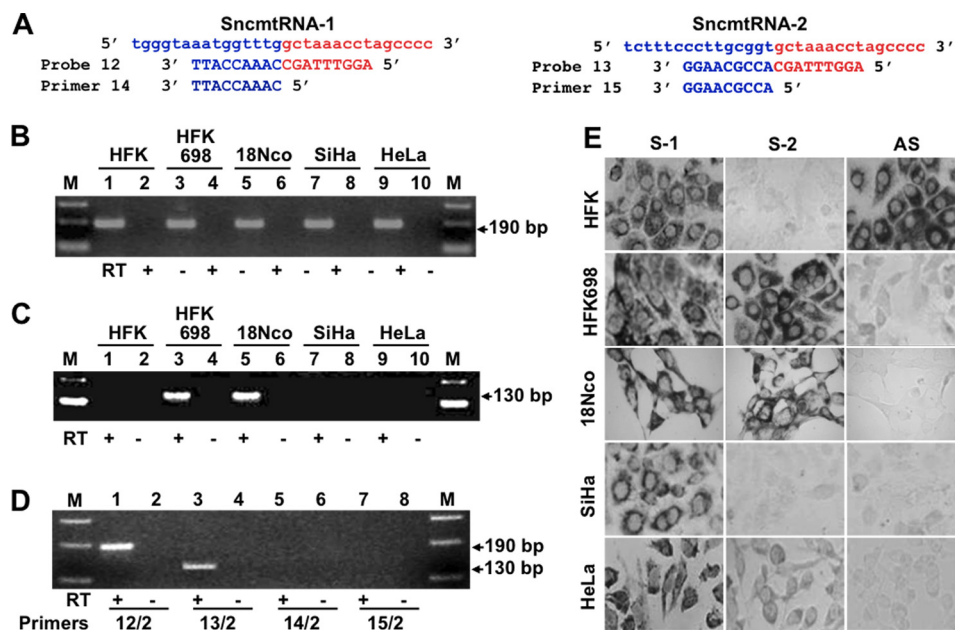 A
SncmtRNA-1
5’ tgggtaaatggtttggctaaacctagcccc 3’
Probe 12 3’ TTACCAAACCGATTTGGA 5’
Primer 14 3’ TTACCAAAC 5’
SncmtRNA-2
tctttcccttgcggtgctaaacctagcccc 3’
Probe 13 3’ GGAACGCCACGATTTGGA 5’
Primer 15 3’ GGAACGCCA 5’
B
HFK HFK 698 18Nco SiHa HeLa
M 1 2 3 4 5 6 7 8 9 10 M
190 bp
RT + - + - + - + - + -
C
HFK HFK 698 18Nco SiHa HeLa
M 1 2 3 4 5 6 7 8 9 10 M
130 bp
RT + - + - + - + - + -
D
M 1 2 3 4 5 6 7 8 M
190 bp
130 bp
RT + - + - + - + -
Primers 12/2 13/2 14/2 15/2
E
S-1 S-2 AS
HFK
HFK698
18Nco
SiHa
HeLa